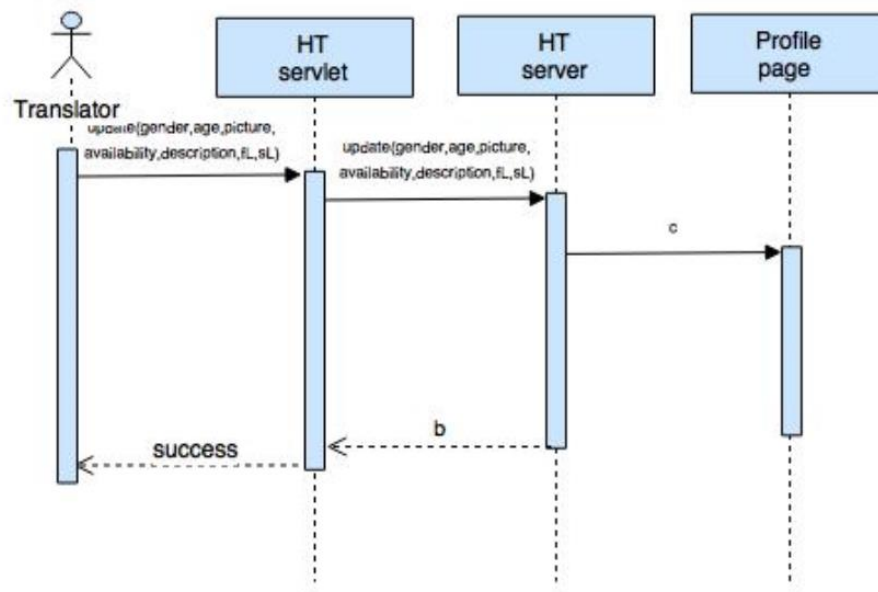 HT
servlet
HT
server
Profile
page
Translator
update(gender,age,picture,
availability,description,fL,sL)
update(gender,age,picture,
availability,description,fL,sL)
c
b
success